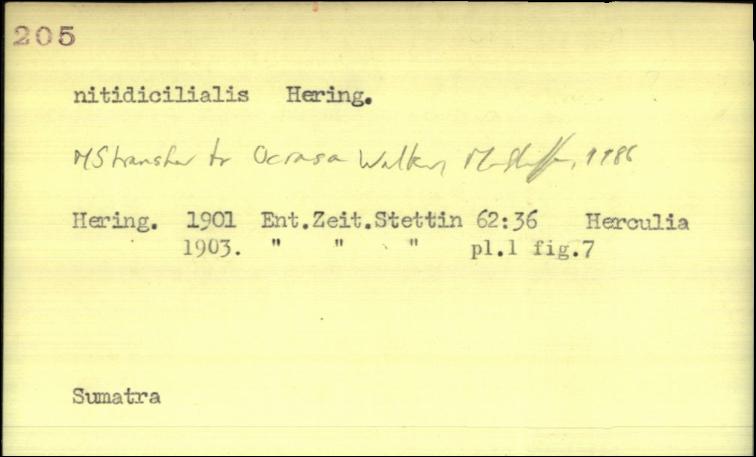 205
nitidicilialis Hering.
MS transfer to Ocrasa Walker, M. Shaffer, 1986
Hering. 1901 Ent.Zeit.Stettin 62:36 Herculia
1903. " " " pl.1 fig.7
Sumatra